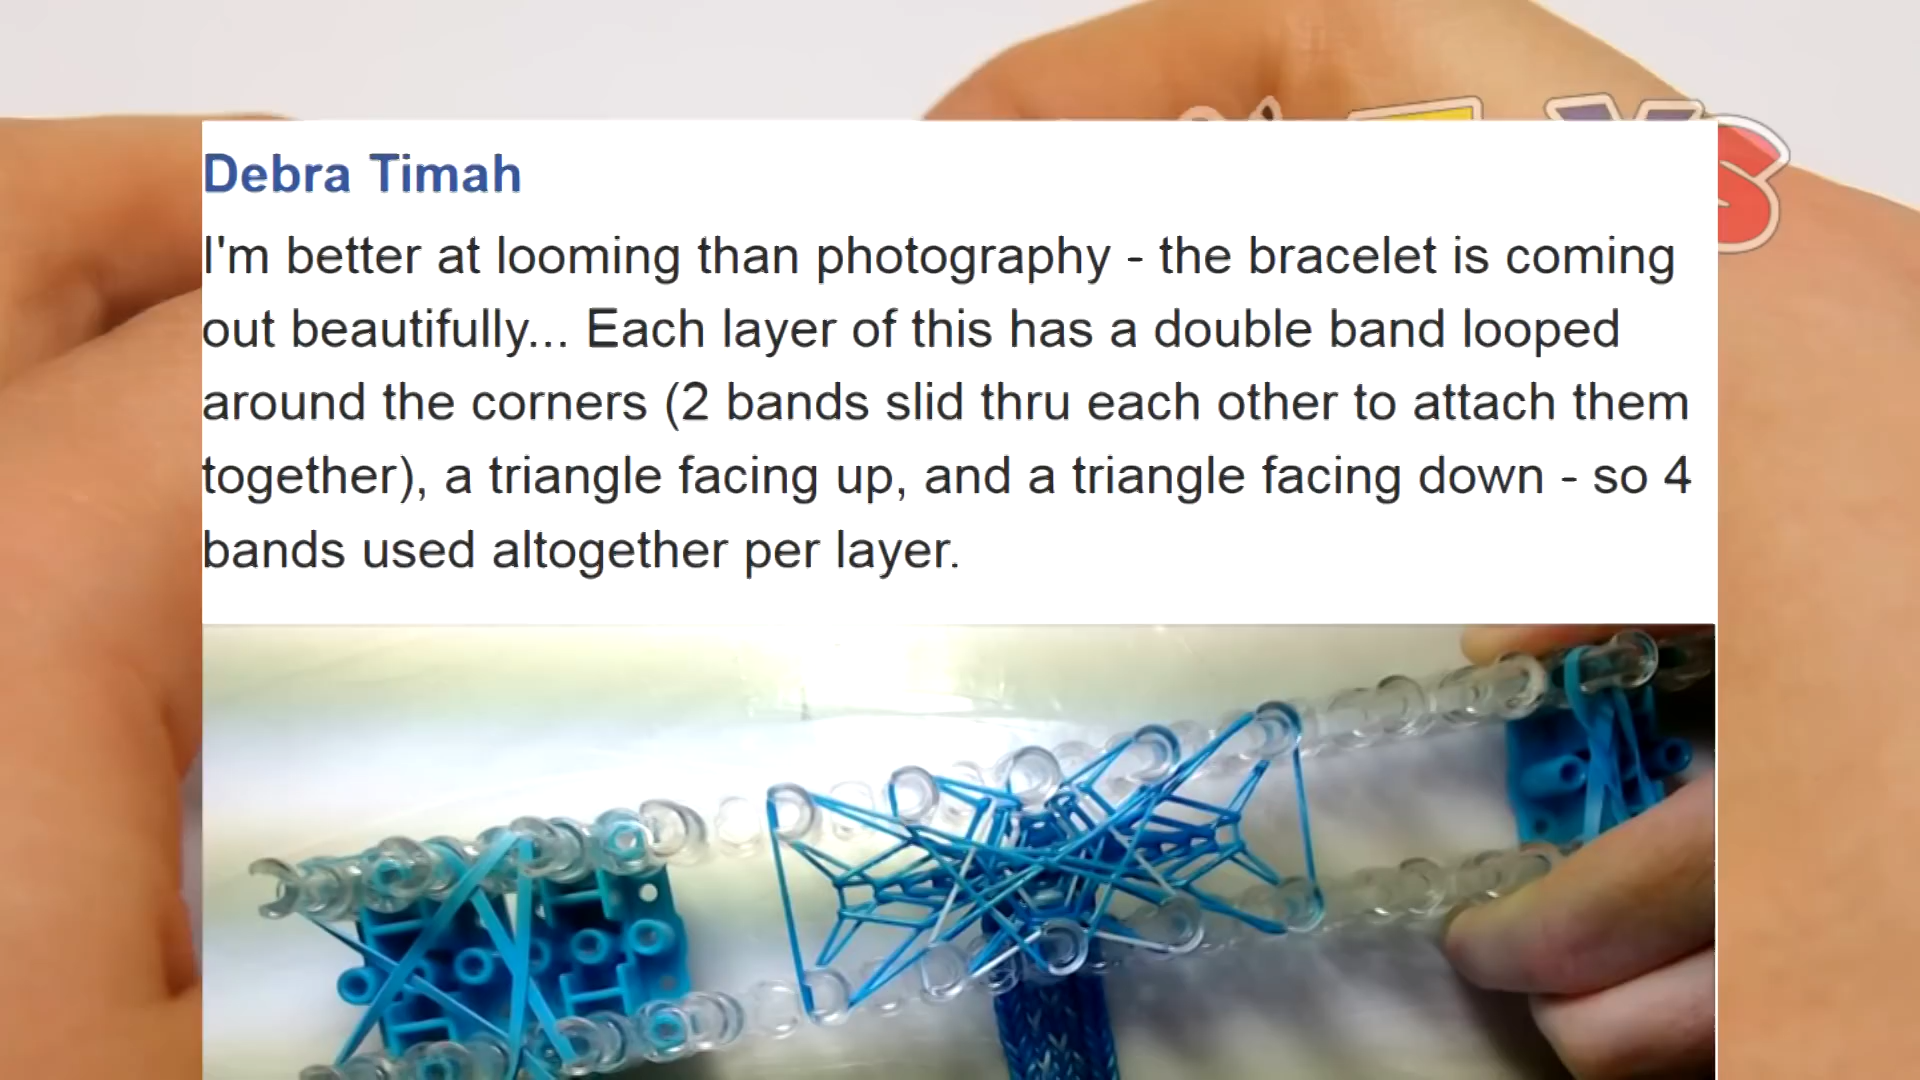 Debra Timah
I'm better at looming than photography - the bracelet is coming
out beautifully... Each layer of this has a double band looped
around the corners (2 bands slid thru each other to attach them
together), a triangle facing up, and a triangle facing down - so 4
bands used altogether per layer.